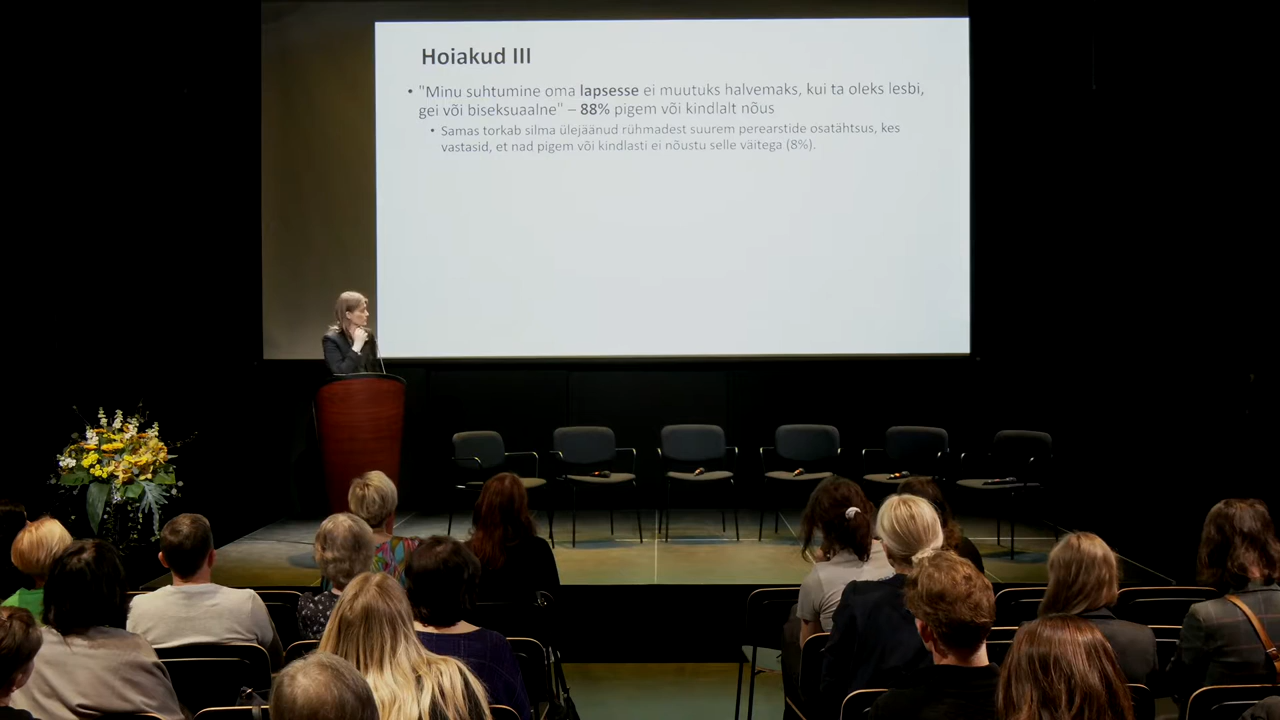 Hoiakud III
• "Minu suhtumine oma lapsesse ei muutuks halvemaks, kui ta oleks lesbi,
gei või biseksuaalne" – 88% pigem või kindlalt nõus
• Samas torkab silma ülejäänud rühmadest suurem perearstide osatähtsus, kes
vastasid, et nad pigem või kindlasti ei nõustu selle väitega (8%).